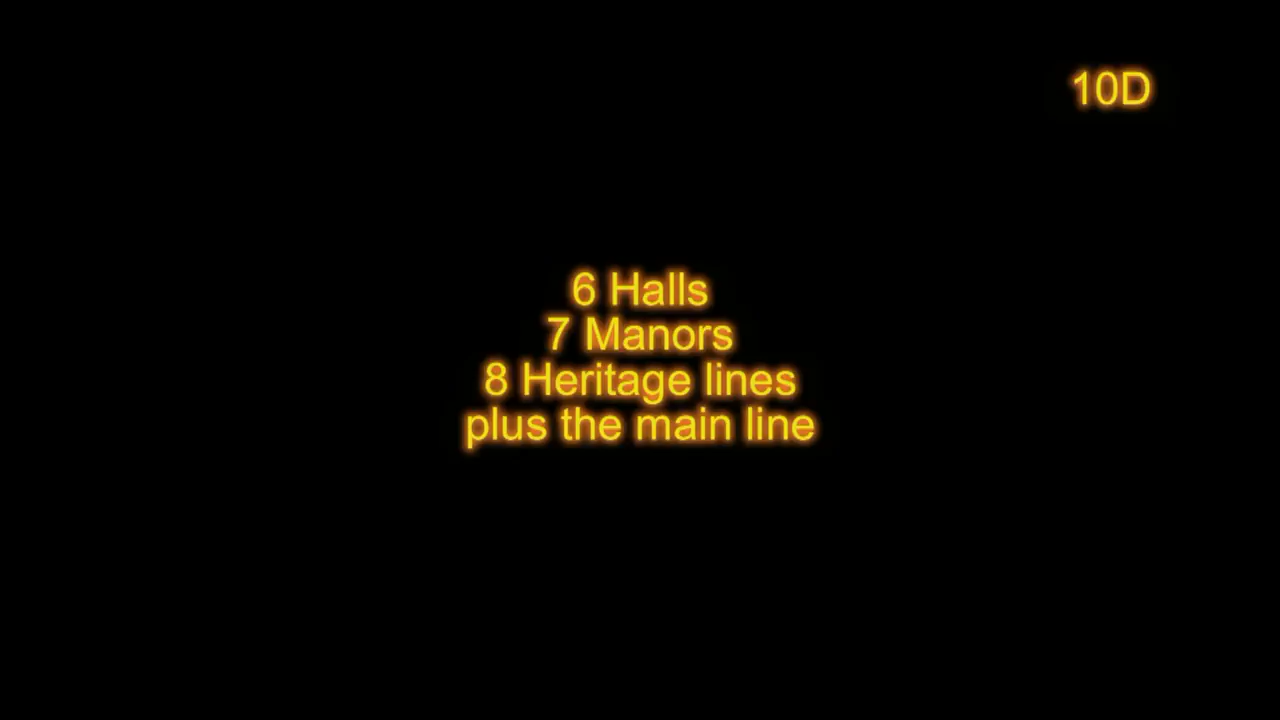 10D
6 Halls
7 Manors
8 Heritage lines
plus the main line